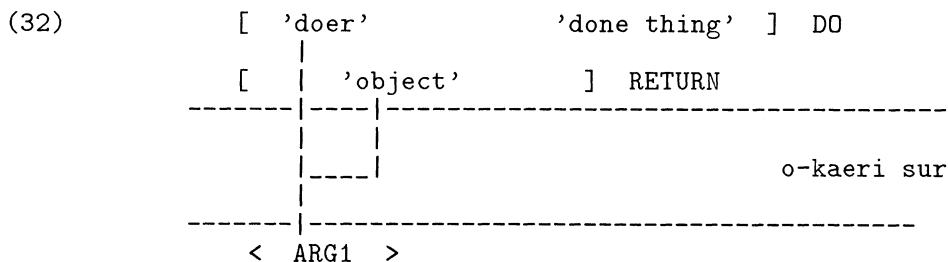 (32) [ 'doer' 'done thing' ] DO
[ 'object' ] RETURN
o-kaeri sur
< ARG1 >